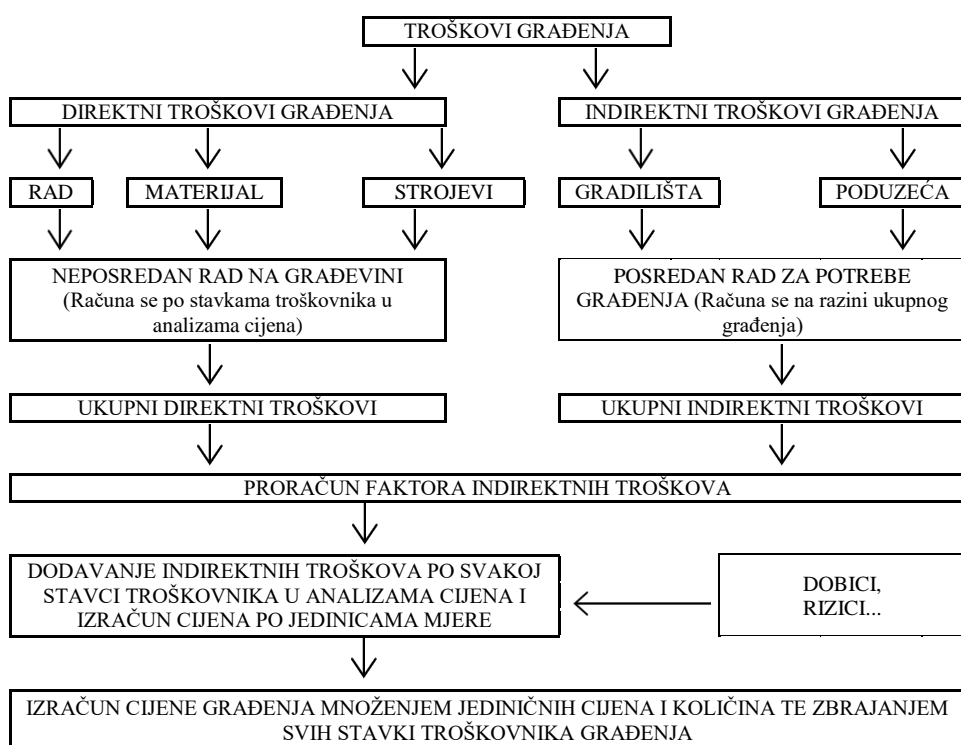 TROŠKOVI GRAĐENJA
DIREKTNI TROŠKOVI GRAĐENJA
INDIREKTNI TROŠKOVI GRAĐENJA
RAD
MATERIJAL
STROJEVI
GRADILIŠTA
PODUZEĆA
NEPOSREDAN RAD NA GRAĐEVINI
(Računa se po stavkama troškovnika u
analizama cijena)
POSREDAN RAD ZA POTREBE
GRAĐENJA (Računa se na razini ukupnog
građenja)
UKUPNI DIREKTNI TROŠKOVI
UKUPNI INDIREKTNI TROŠKOVI
PRORAČUN FAKTORA INDIREKTNIH TROŠKOVA
DODAVANJE INDIREKTNIH TROŠKOVA PO SVAKOJ
STAVCI TROŠKOVNIKA U ANALIZAMA CIJENA I
IZRAČUN CIJENA PO JEDINICAMA MJERE
DOBICI,
RIZICI...
IZRAČUN CIJENE GRAĐENJA MNOŽENJEM JEDINIČNIH CIJENA I KOLIČINA TE ZBRAJANJEM
SVIH STAVKI TROŠKOVNIKA GRAĐENJA